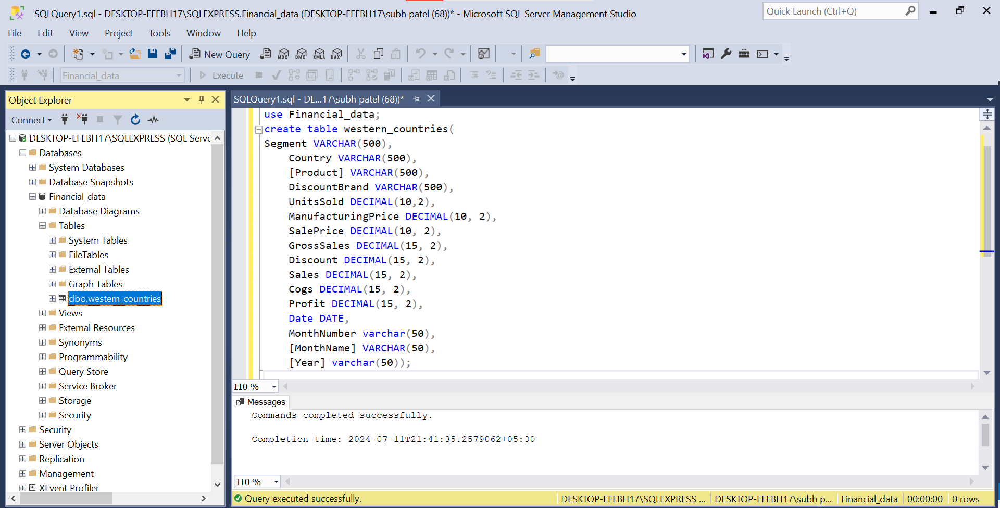 SQLQuery1.sql - DESKTOP-EFEBH17\SQLEXPRESS.Financial_data (DESKTOP-EFEBH17\subh patel (68))* - Microsoft SQL Server Management Studio
Quick Launch (Ctrl+Q)
File Edit View Project Tools Window Help
New Query MDX DMX XMLA DAX
Financial_data Execute
Object Explorer
Connect
DESKTOP-EFEBH17\SQLEXPRESS (SQL Serve
Databases
System Databases
Database Snapshots
Financial_data
Database Diagrams
Tables
System Tables
FileTables
External Tables
Graph Tables
dbo.western_countries
Views
External Resources
Synonyms
Programmability
Query Store
Service Broker
Storage
Security
Security
Server Objects
Replication
Management
XEvent Profiler
SQLQuery1.sql - DE...17\subh patel (68))*
use Financial_data;
create table western_countries(
Segment VARCHAR(500),
Country VARCHAR(500),
[Product] VARCHAR(500),
DiscountBrand VARCHAR(500),
UnitsSold DECIMAL(10,2),
ManufacturingPrice DECIMAL(10, 2),
SalePrice DECIMAL(10, 2),
GrossSales DECIMAL(15, 2),
Discount DECIMAL(15, 2),
Sales DECIMAL(15, 2),
Cogs DECIMAL(15, 2),
Profit DECIMAL(15, 2),
Date DATE,
MonthNumber varchar(50),
[MonthName] VARCHAR(50),
[Year] varchar(50));
110 %
Messages
Commands completed successfully.
Completion time: 2024-07-11T21:41:35.2579062+05:30
110 %
Query executed successfully. DESKTOP-EFEBH17\SQLEXPRESS ... DESKTOP-EFEBH17\subh p... Financial_data 00:00:00 0 rows